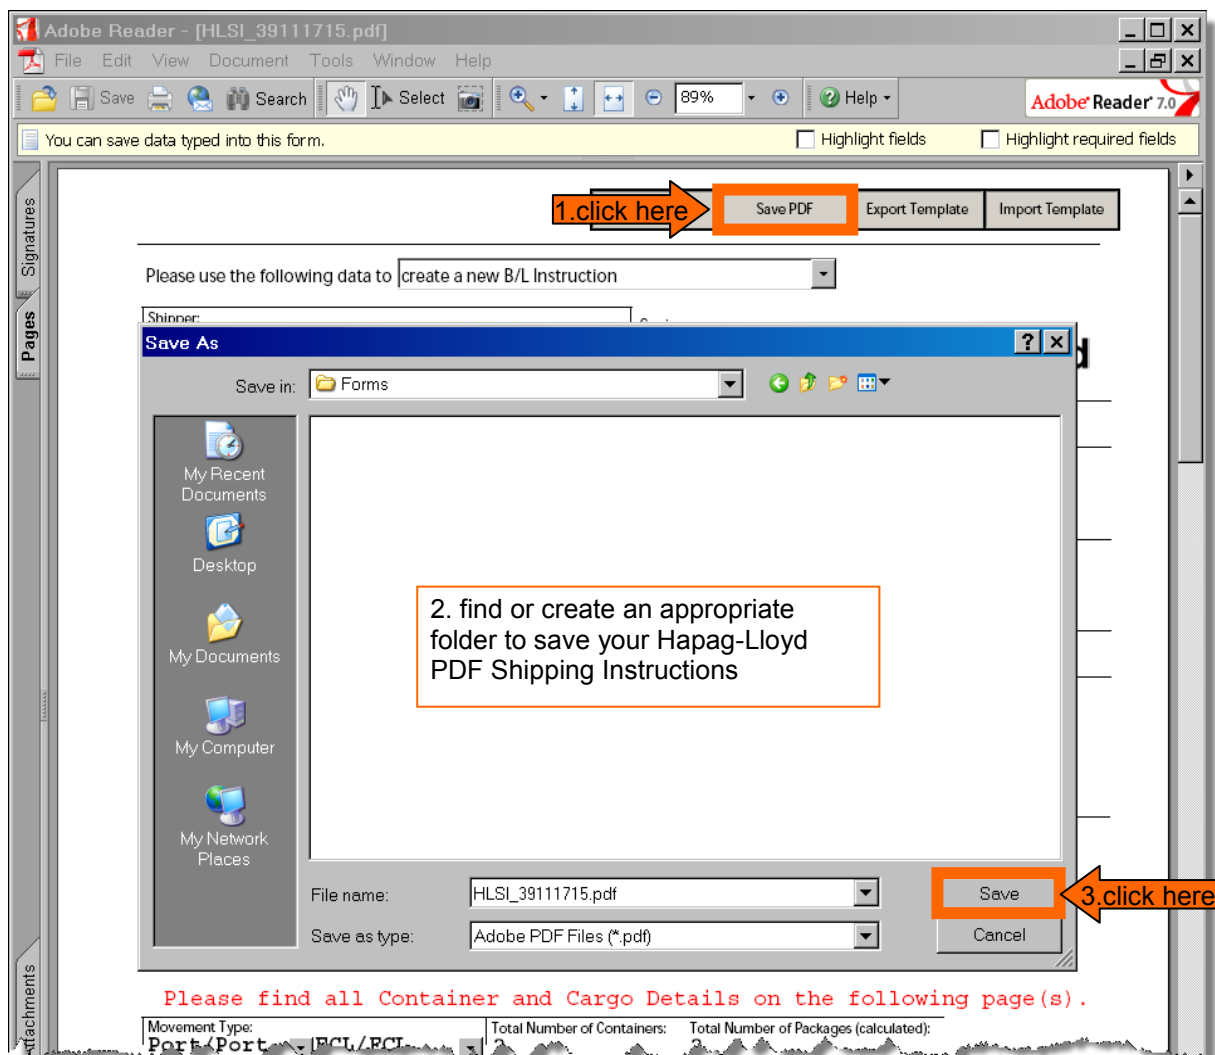 Adobe Reader - [HLSI_39111715.pdf]
File Edit View Document Tools Window Help
Save Search Select 89% Help
Adobe Reader 7.0
You can save data typed into this form.
Highlight fields Highlight required fields
Signatures
Pages
Attachments
1.click here
Save PDF Export Template Import Template
Please use the following data to create a new B/L Instruction
Shipper:
Save As
Save in: Forms
My Recent
Documents
Desktop
My Documents
My Computer
My Network
Places
2. find or create an appropriate
folder to save your Hapag-Lloyd
PDF Shipping Instructions
File name: HLSI_39111715.pdf
Save
3.click here
Save as type: Adobe PDF Files (*.pdf)
Cancel
Please find all Container and Cargo Details on the following page(s).
Movement Type: Total Number of Containers: Total Number of Packages (calculated):
Port/Port FCL/FCL